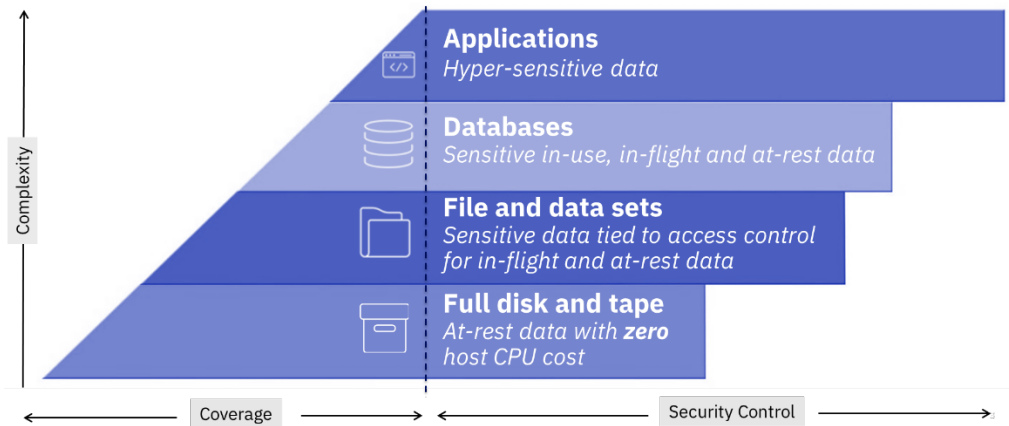 Applications
Hyper-sensitive data
</>
Databases
Sensitive in-use, in-flight and at-rest data
File and data sets
Sensitive data tied to access control
for in-flight and at-rest data
Full disk and tape
At-rest data with zero
host CPU cost
Complexity
Coverage
Security Control